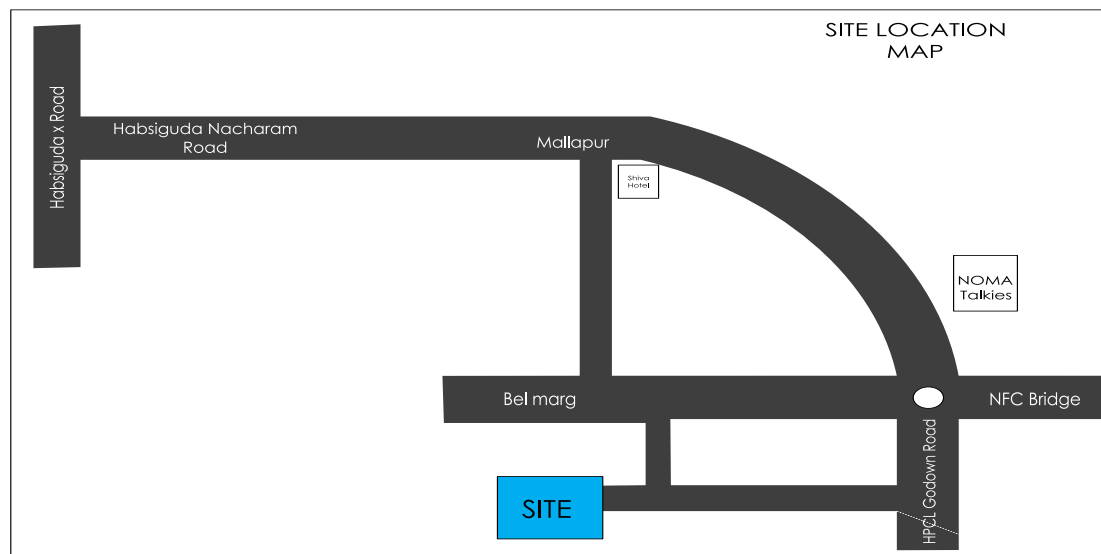 SITE LOCATION
MAP
Habsiguda x Road
Habsiguda Nacharam
Road
Mallapur
Shiva
Hotel
NOMA
Talkies
Bel marg
NFC Bridge
HPCL Godown Road
SITE